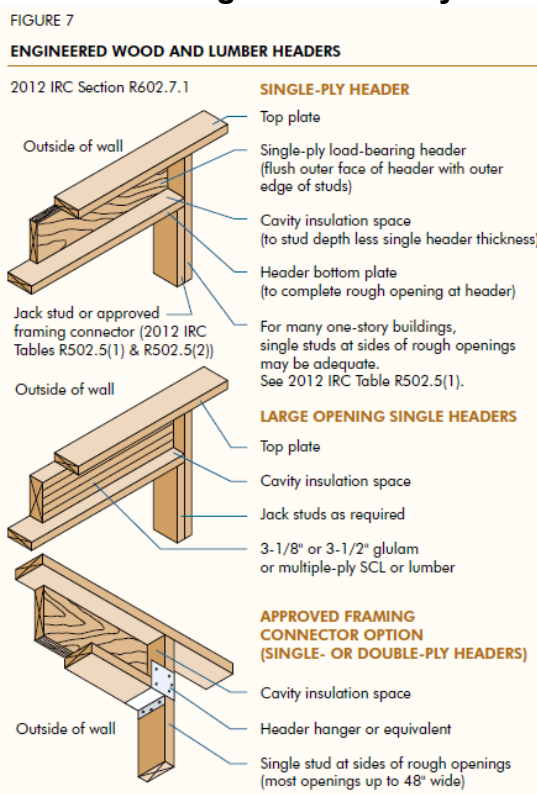 FIGURE 7
ENGINEERED WOOD AND LUMBER HEADERS
2012 IRC Section R602.7.1
SINGLE-PLY HEADER
Top plate
Outside of wall
Single-ply load-bearing header
(flush outer face of header with outer
edge of studs)
Cavity insulation space
(to stud depth less single header thickness)
Header bottom plate
(to complete rough opening at header)
Jack stud or approved
framing connector (2012 IRC
Tables R502.5(1) & R502.5(2))
For many one-story buildings,
single studs at sides of rough openings
may be adequate.
See 2012 IRC Table R502.5(1).
Outside of wall
LARGE OPENING SINGLE HEADERS
Top plate
Cavity insulation space
Jack studs as required
3-1/8" or 3-1/2" glulam
or multiple-ply SCL or lumber
APPROVED FRAMING
CONNECTOR OPTION
(SINGLE- OR DOUBLE-PLY HEADERS)
Cavity insulation space
Outside of wall
Header hanger or equivalent
Single stud at sides of rough openings
(most openings up to 48" wide)